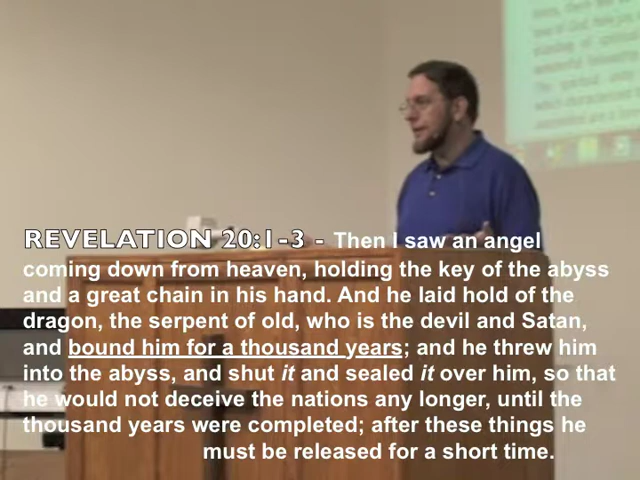 REVELATION 20:1-3 - Then I saw an angel
coming down from heaven, holding the key of the abyss
and a great chain in his hand. And he laid hold of the
dragon, the serpent of old, who is the devil and Satan,
and bound him for a thousand years; and he threw him
into the abyss, and shut it and sealed it over him, so that
he would not deceive the nations any longer, until the
thousand years were completed; after these things he
must be released for a short time.